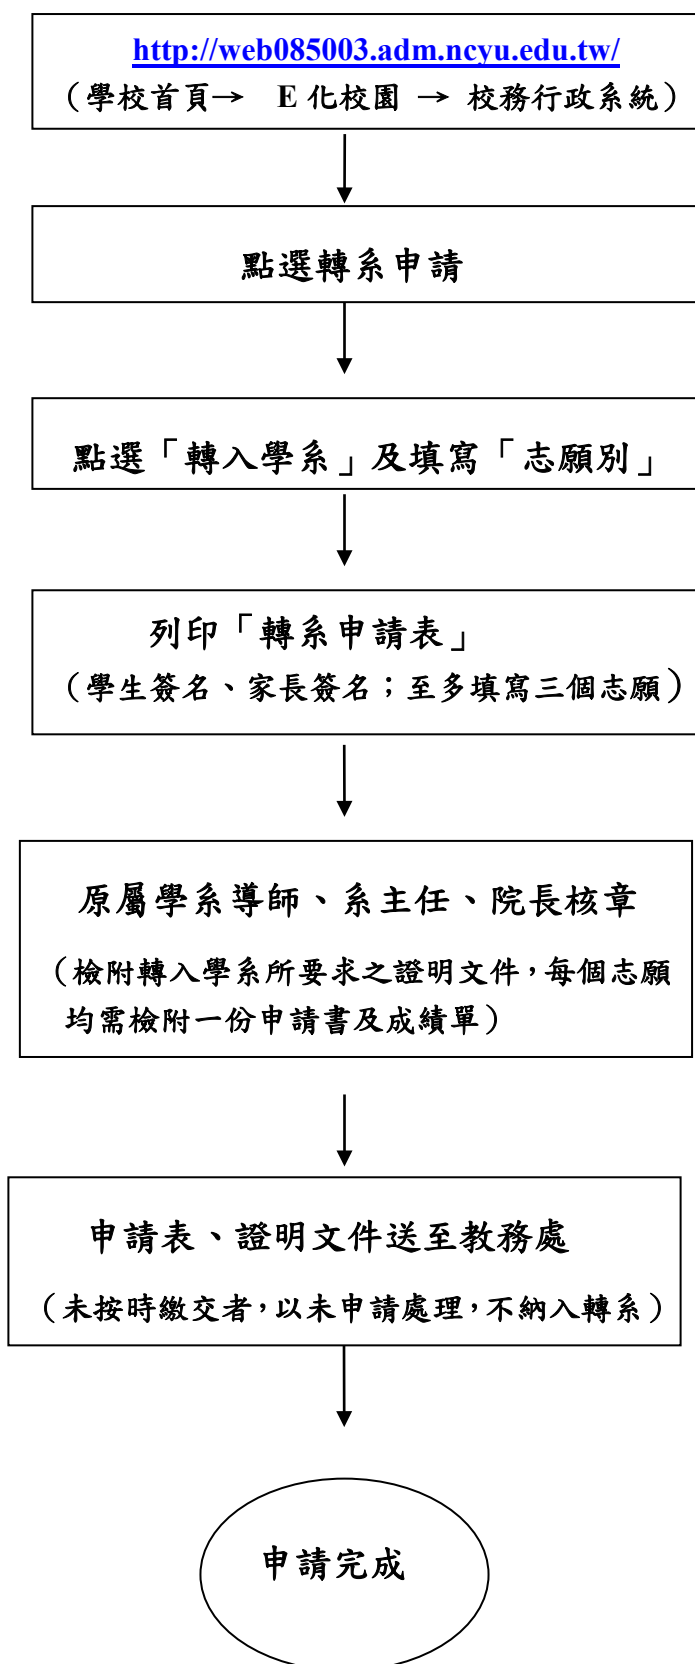 http://web085003.adm.ncyu.edu.tw/
（學校首頁→ E 化校園 → 校務行政系統）
點選轉系申請
點選「轉入學系」及填寫「志願別」
列印「轉系申請表」
（學生簽名、家長簽名；至多填寫三個志願）
原屬學系導師、系主任、院長核章
（檢附轉入學系所要求之證明文件，每個志願
均需檢附一份申請書及成績單）
申請表、證明文件送至教務處
（未按時繳交者，以未申請處理，不納入轉系）
申請完成